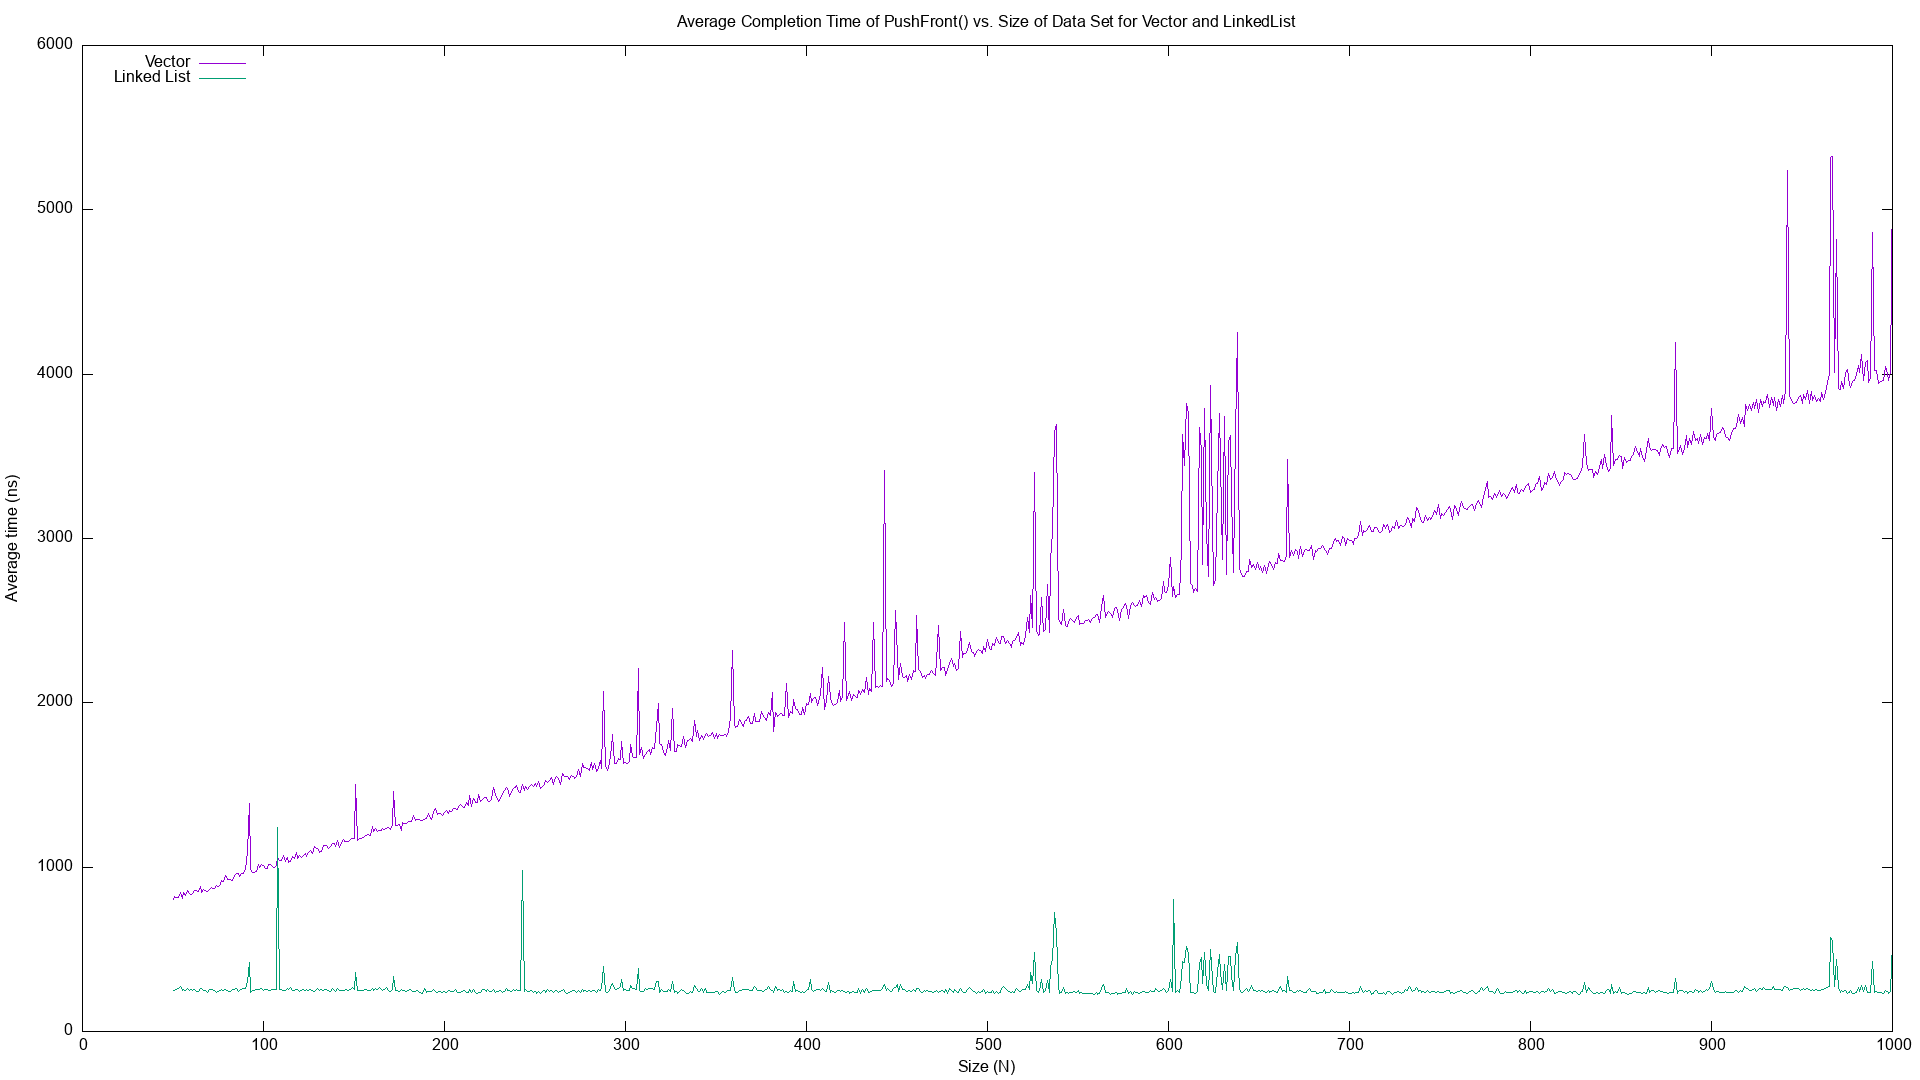 Average Completion Time of PushFront() vs. Size of Data Set for Vector and LinkedList
6000
Vector
Linked List
5000
4000
3000
2000
1000
0
Average time (ns)
0 100 200 300 400 500 600 700 800 900 1000
Size (N)